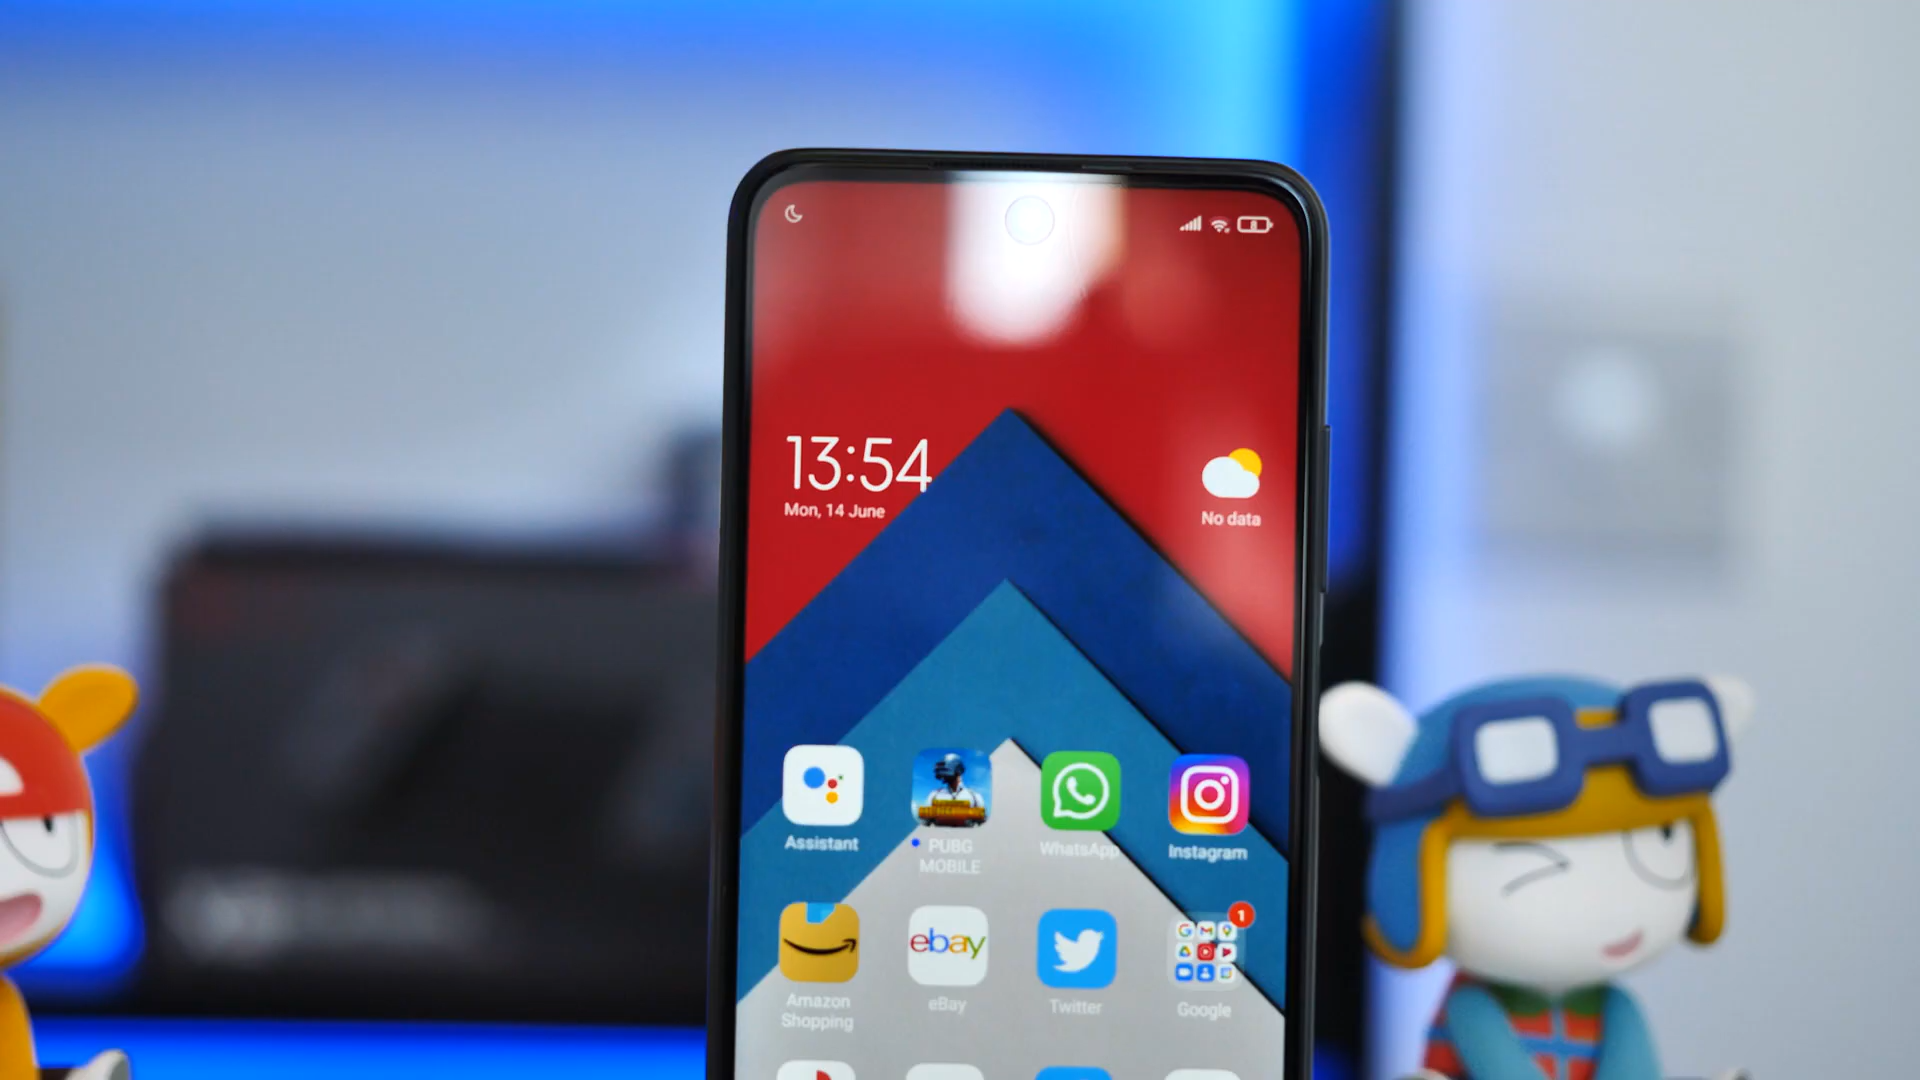 13:54
Mon, 14 June
No data
Assistant
PUBG
MOBILE
WhatsApp
Instagram
ebay
1
Amazon
Shopping
eBay
Twitter
Google